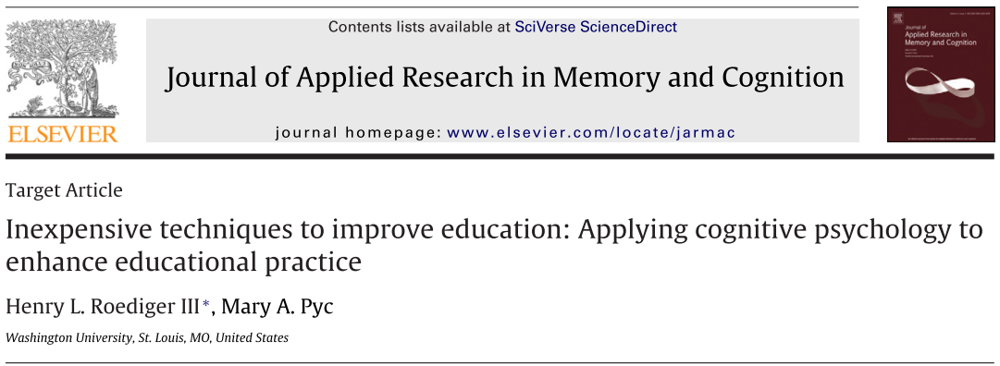 Contents lists available at SciVerse ScienceDirect
Journal of Applied Research in Memory and Cognition
journal homepage: www.elsevier.com/locate/jarmac
ELSEVIER
Journal of
Applied Research in
Memory and Cognition
Target Article
Inexpensive techniques to improve education: Applying cognitive psychology to
enhance educational practice
Henry L. Roediger III*, Mary A. Pyc
Washington University, St. Louis, MO, United States